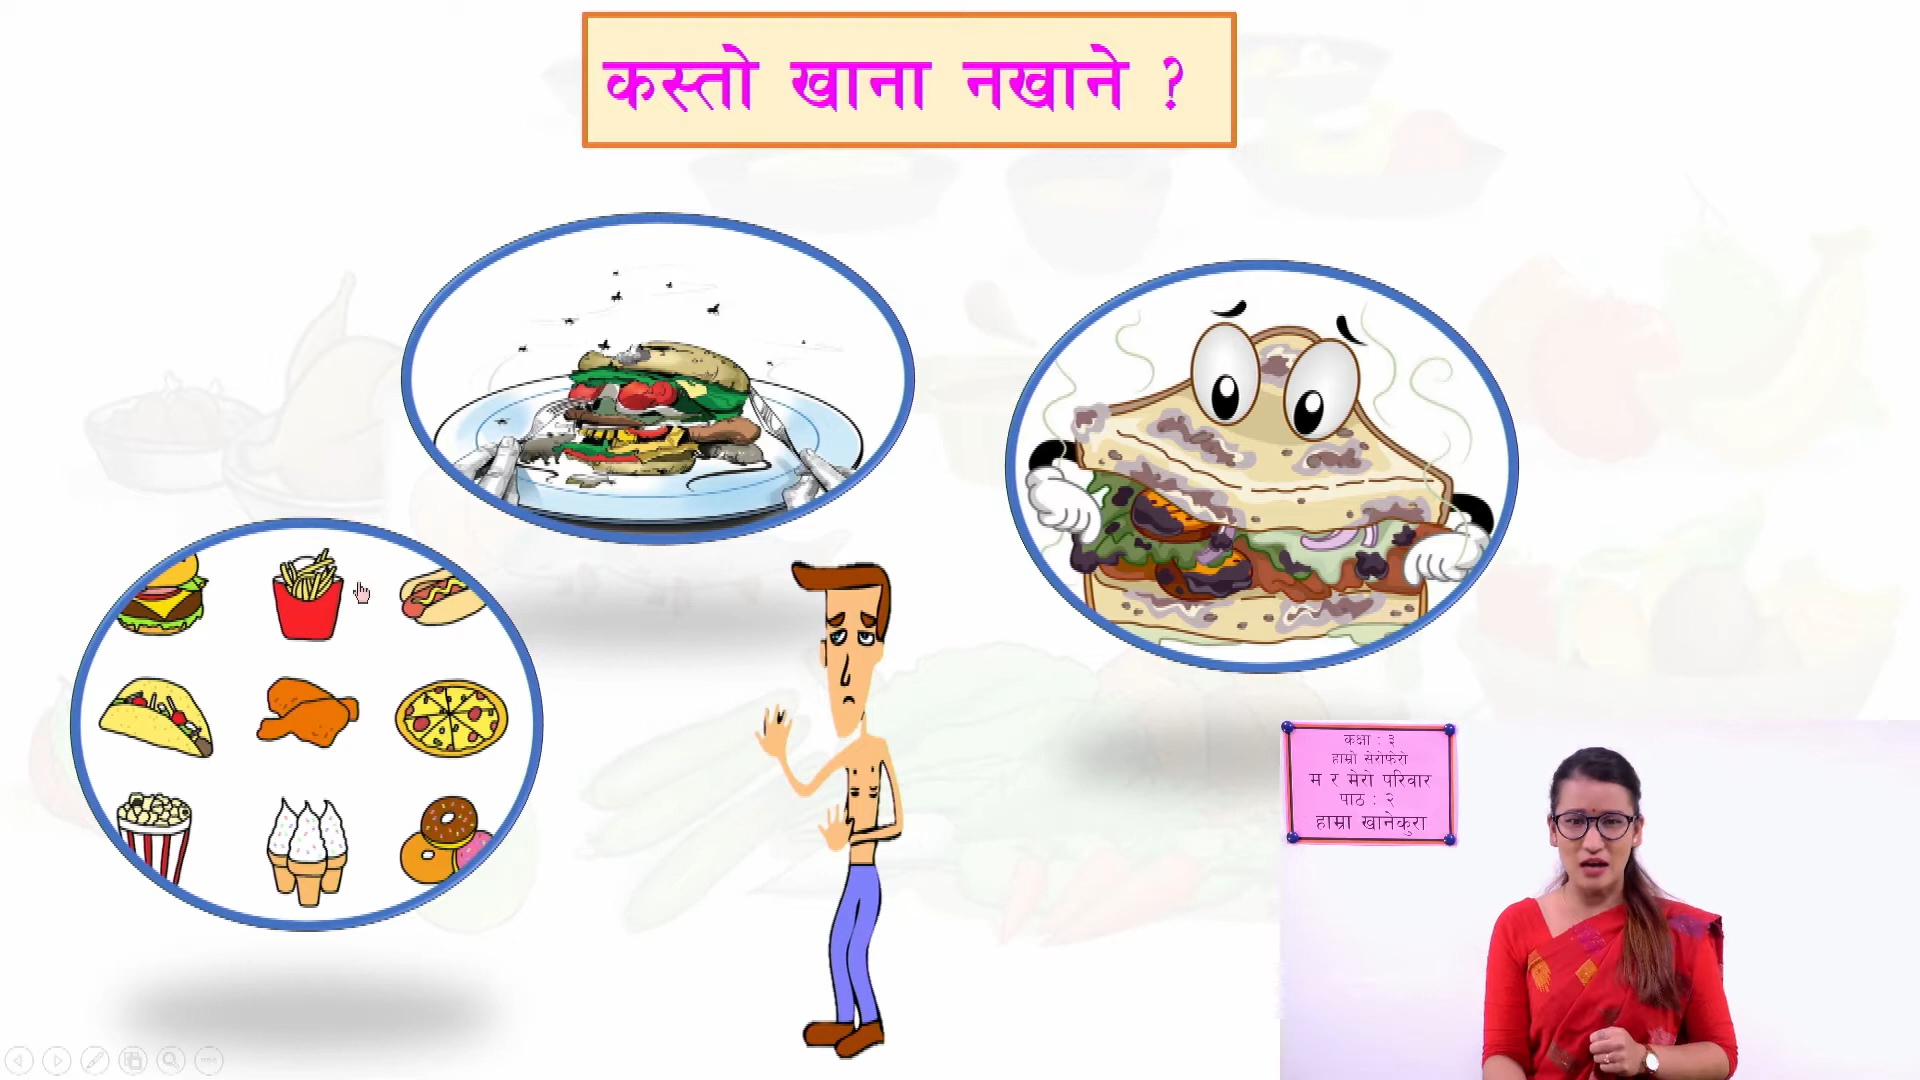 कस्तो खाना नखाने ?
कक्षा : ३
हाम्रो सेरोफेरो
म र मेरो परिवार
पाठ : २
हाम्रा खानेकुरा